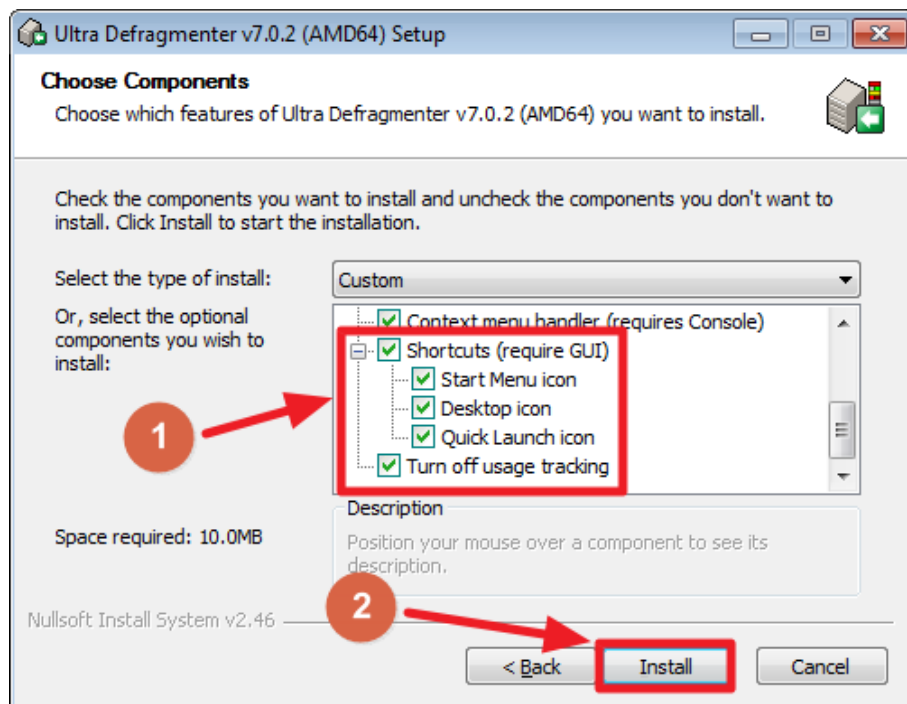 Ultra Defragmenter v7.0.2 (AMD64) Setup
Choose Components
Choose which features of Ultra Defragmenter v7.0.2 (AMD64) you want to install.
Check the components you want to install and uncheck the components you don't want to
install. Click Install to start the installation.
Select the type of install:
Custom
Or, select the optional
components you wish to
install:
Context menu handler (requires Console)
Shortcuts (require GUI)
Start Menu icon
Desktop icon
Quick Launch icon
Turn off usage tracking
1
Space required: 10.0MB
Description
Position your mouse over a component to see its
description.
2
Nullsoft Install System v2.46
< Back
Install
Cancel